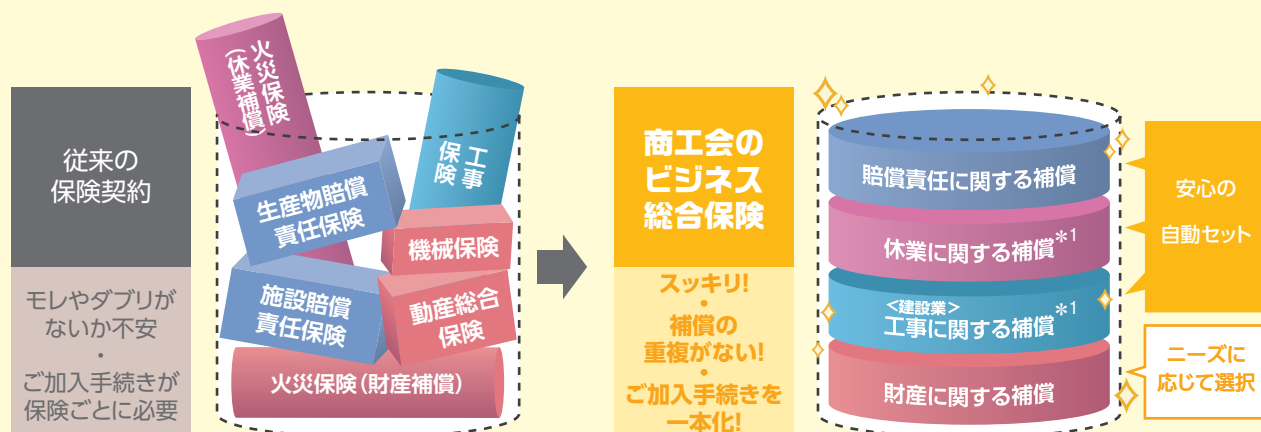 従来の
保険契約
モレやダブりが
ないか不安
・
ご加入手続きが
保険ごとに必要
火災保険
(休業補償)
工事
保険
生産物賠償
責任保険
機械保険
施設賠償
責任保険
動産総合
保険
火災保険(財産補償)
商工会の
ビジネス
総合保険
スッキリ!
・
補償の
重複がない!
・
ご加入手続きを
一本化!
賠償責任に関する補償
休業に関する補償＊1
<建設業>
工事に関する補償＊1
財産に関する補償
安心の
自動セット
ニーズに
応じて選択